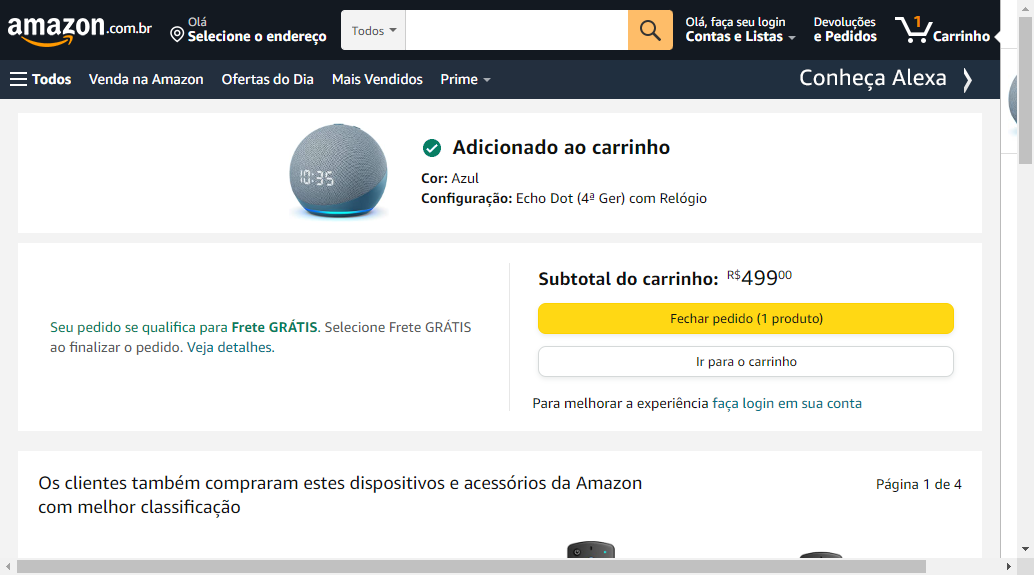 amazon.com.br
Olá
Selecione o endereço
Todos
Olá, faça seu login
Contas e Listas
Devoluções
e Pedidos
1
Carrinho
Todos
Venda na Amazon
Ofertas do Dia
Mais Vendidos
Prime
Conheça Alexa
10:35
Adicionado ao carrinho
Cor: Azul
Configuração: Echo Dot (4ª Ger) com Relógio
Seu pedido se qualifica para Frete GRÁTIS. Selecione Frete GRÁTIS
ao finalizar o pedido. Veja detalhes.
Subtotal do carrinho: R$49900
Fechar pedido (1 produto)
Ir para o carrinho
Para melhorar a experiência faça login em sua conta
Os clientes também compraram estes dispositivos e acessórios da Amazon
com melhor classificação
Página 1 de 4